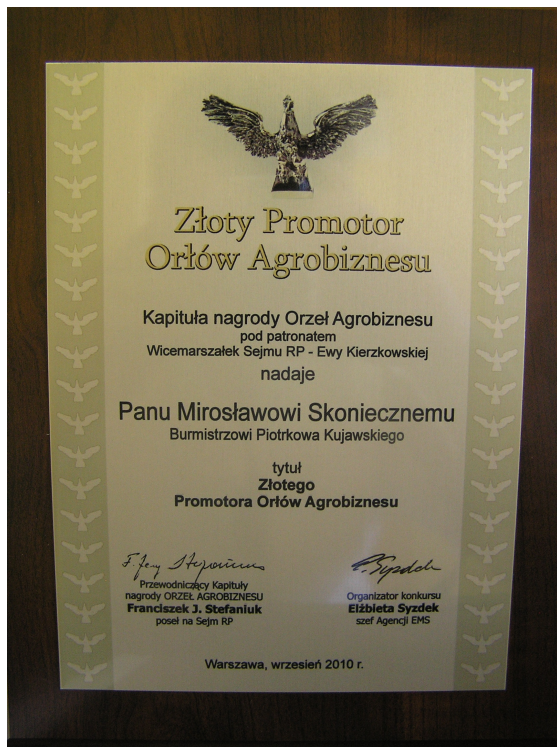 Złoty Promotor
Orłów Agrobiznesu
Kapituła nagrody Orzeł Agrobiznesu
pod patronatem
Wicemarszałek Sejmu RP - Ewy Kierzkowskiej
nadaje
Panu Mirosławowi Skoniecznemu
Burmistrzowi Piotrkowa Kujawskiego
tytuł
Złotego
Promotora Orłów Agrobiznesu
Przewodniczący Kapituły
nagrody ORZEŁ AGROBIZNESU
Franciszek J. Stefaniuk
poseł na Sejm RP
E. Syzdek
Organizator konkursu
Elżbieta Syzdek
szef Agencji EMS
Warszawa, wrzesień 2010 r.